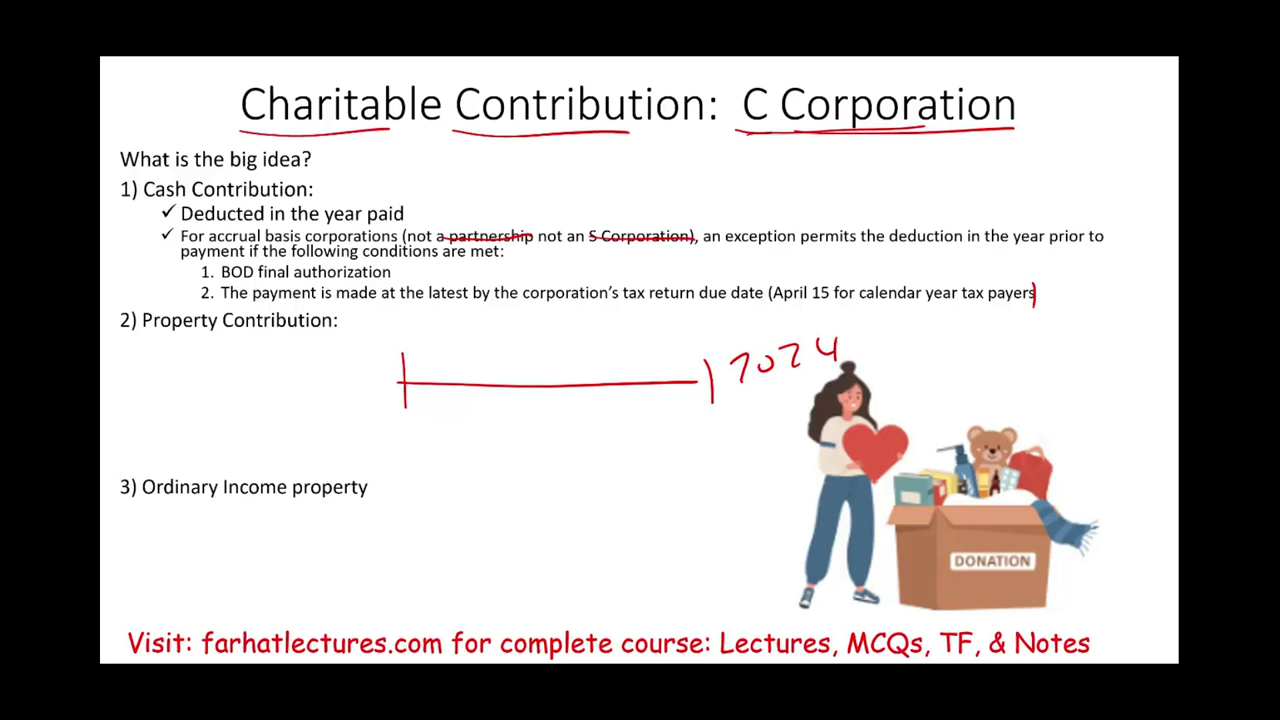 Charitable Contribution: C Corporation
What is the big idea?
1) Cash Contribution:
✓ Deducted in the year paid
✓ For accrual basis corporations (not a partnership not an S Corporation), an exception permits the deduction in the year prior to
payment if the following conditions are met:
1. BOD final authorization
2. The payment is made at the latest by the corporation's tax return due date (April 15 for calendar year tax payers
2) Property Contribution:
2024
3) Ordinary Income property
DONATION
Visit: farhatlectures.com for complete course: Lectures, MCQs, TF, & Notes